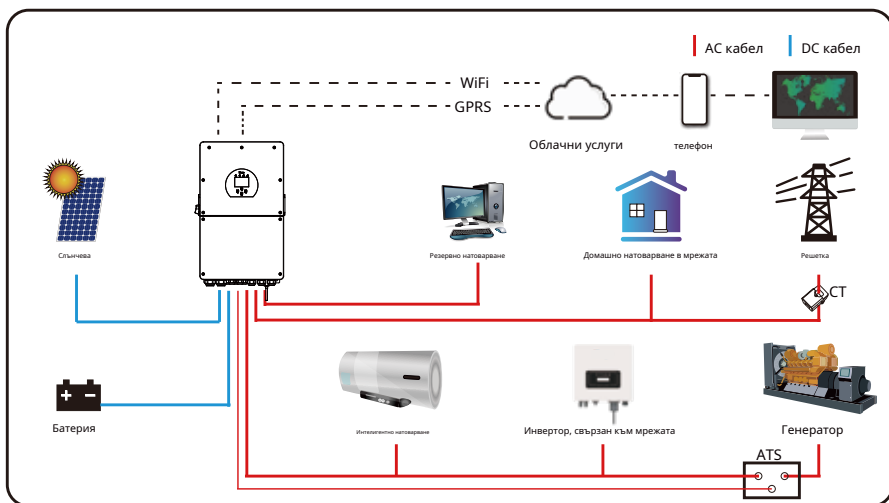 AC кабел
DC кабел
WiFi
GPRS
Облачни услуги
телефон
Слънчева
Резервно натоварване
Домашно натоварване в мрежата
Решетка
CT
Батерия
Интелигентно натоварване
Инвертор, свързан към мрежата
Генератор
ATS